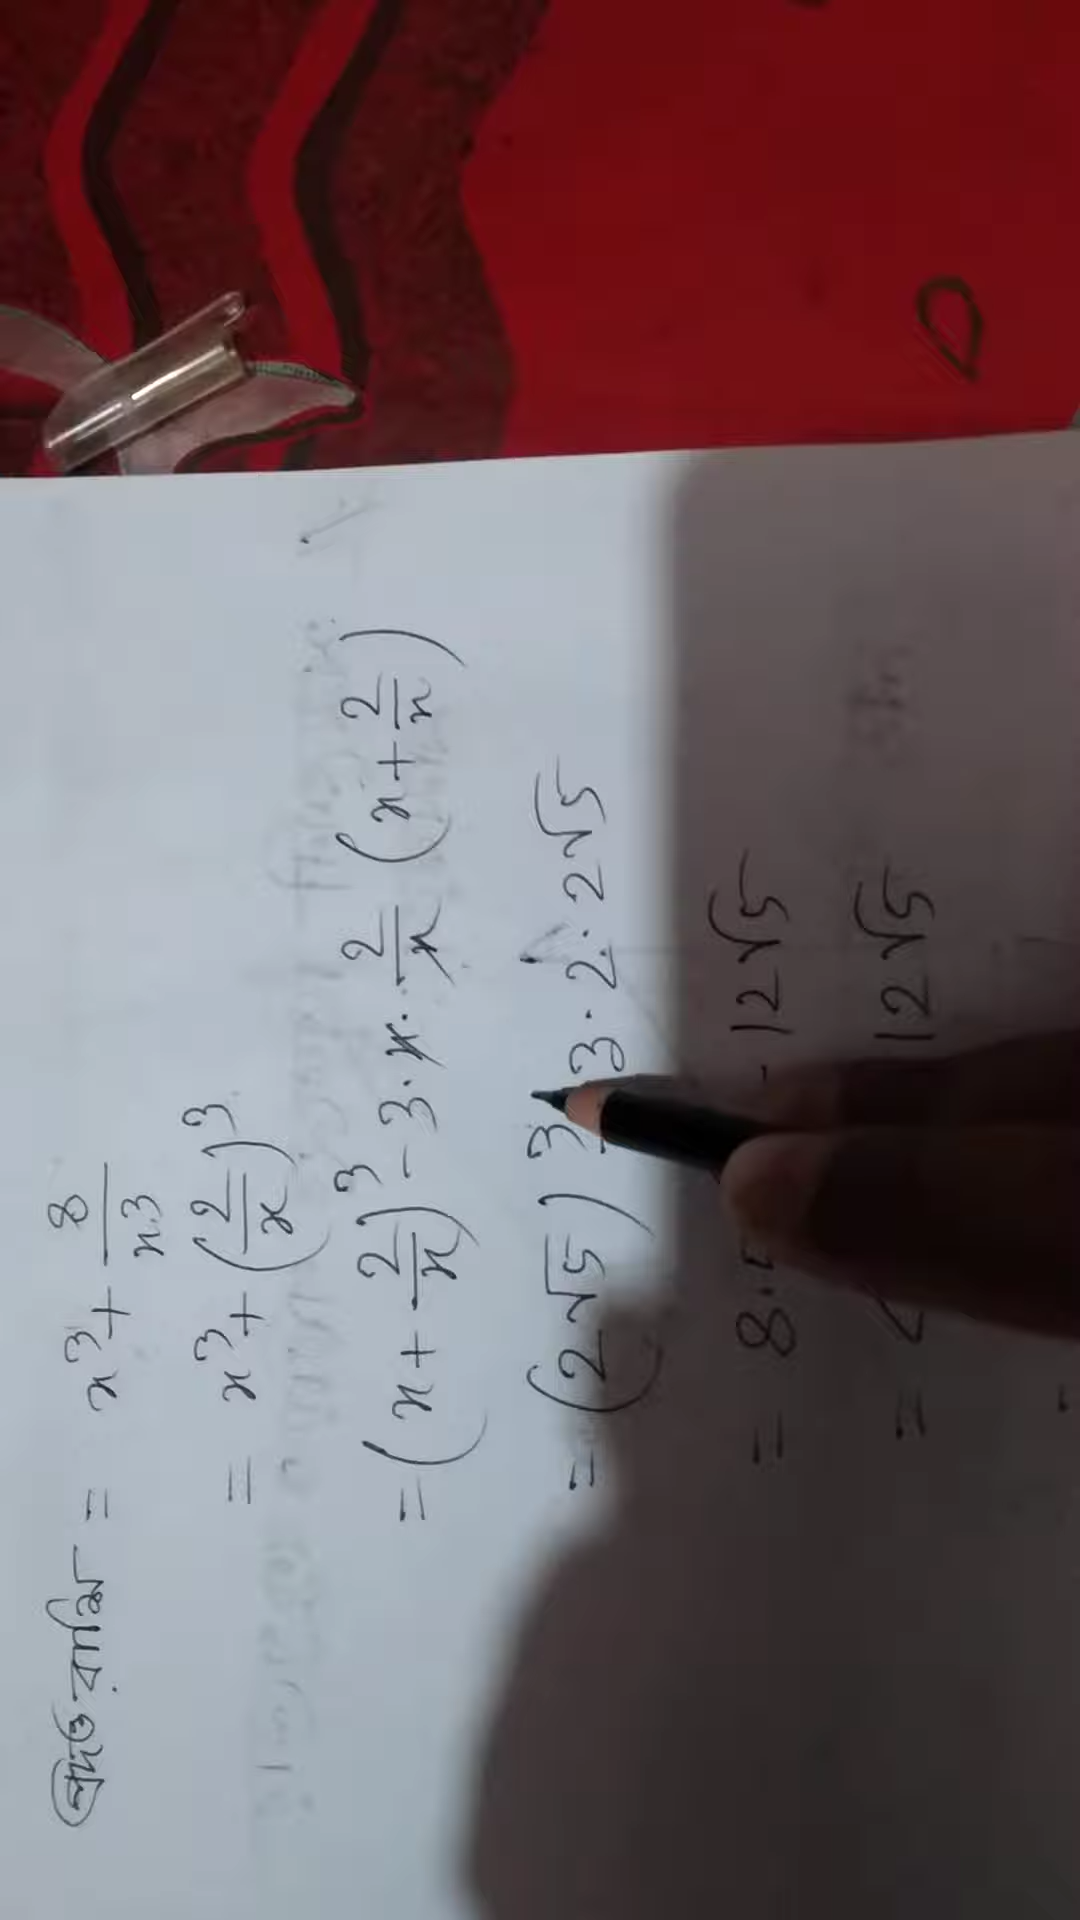 প্রদত্ত রাশি = x³ + 8/x³
= x³ + (2/x)³
= (x + 2/x)³ - 3·x·2/x (x + 2/x)
= (2√5)³ - 3·2·2√5
= 8· - 12√5
= 12√5